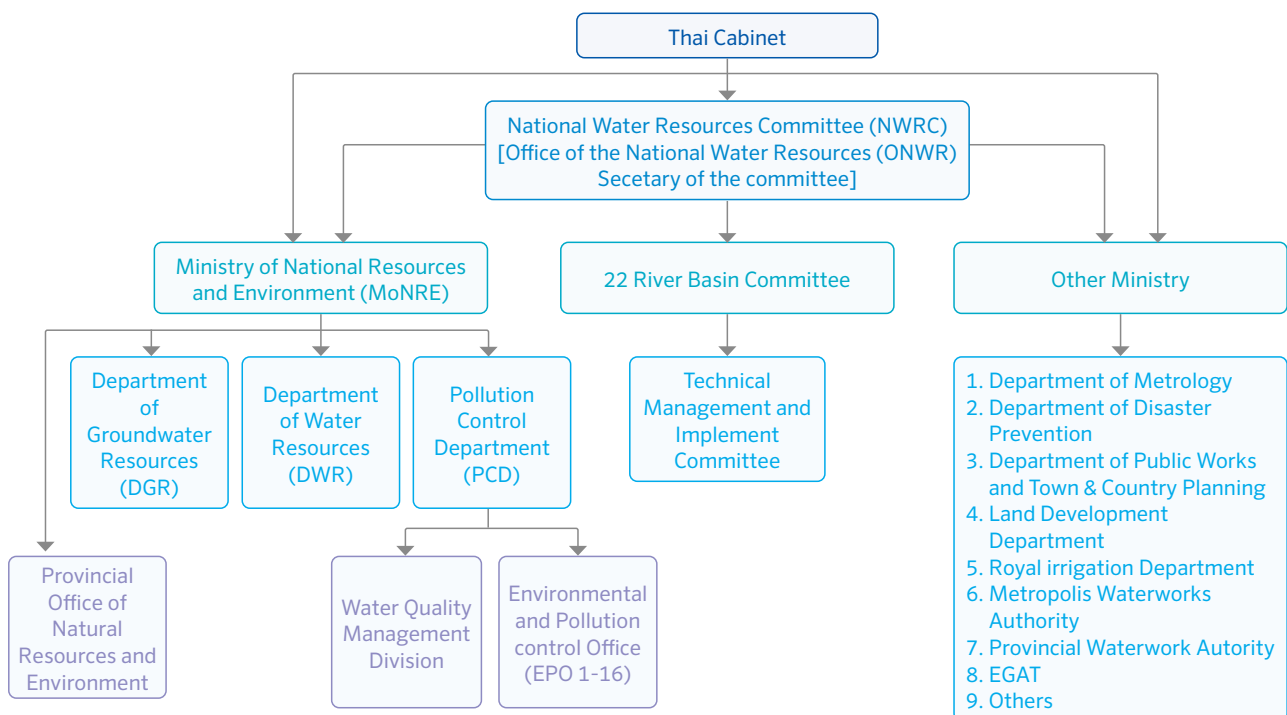 Thai Cabinet
National Water Resources Committee (NWRC)
[Office of the National Water Resources (ONWR)
Secetary of the committee]
Ministry of National Resources
and Environment (MoNRE)
22 River Basin Committee
Other Ministry
Department
of
Groundwater
Resources
(DGR)
Department
of Water
Resources
(DWR)
Pollution
Control
Department
(PCD)
Technical
Management and
Implement
Committee
1. Department of Metrology
2. Department of Disaster
Prevention
3. Department of Public Works
and Town & Country Planning
4. Land Development
Department
5. Royal irrigation Department
6. Metropolis Waterworks
Authority
7. Provincial Waterwork Autority
8. EGAT
9. Others
Provincial
Office of
Natural
Resources and
Environment
Water Quality
Management
Division
Environmental
and Pollution
control Office
(EPO 1-16)